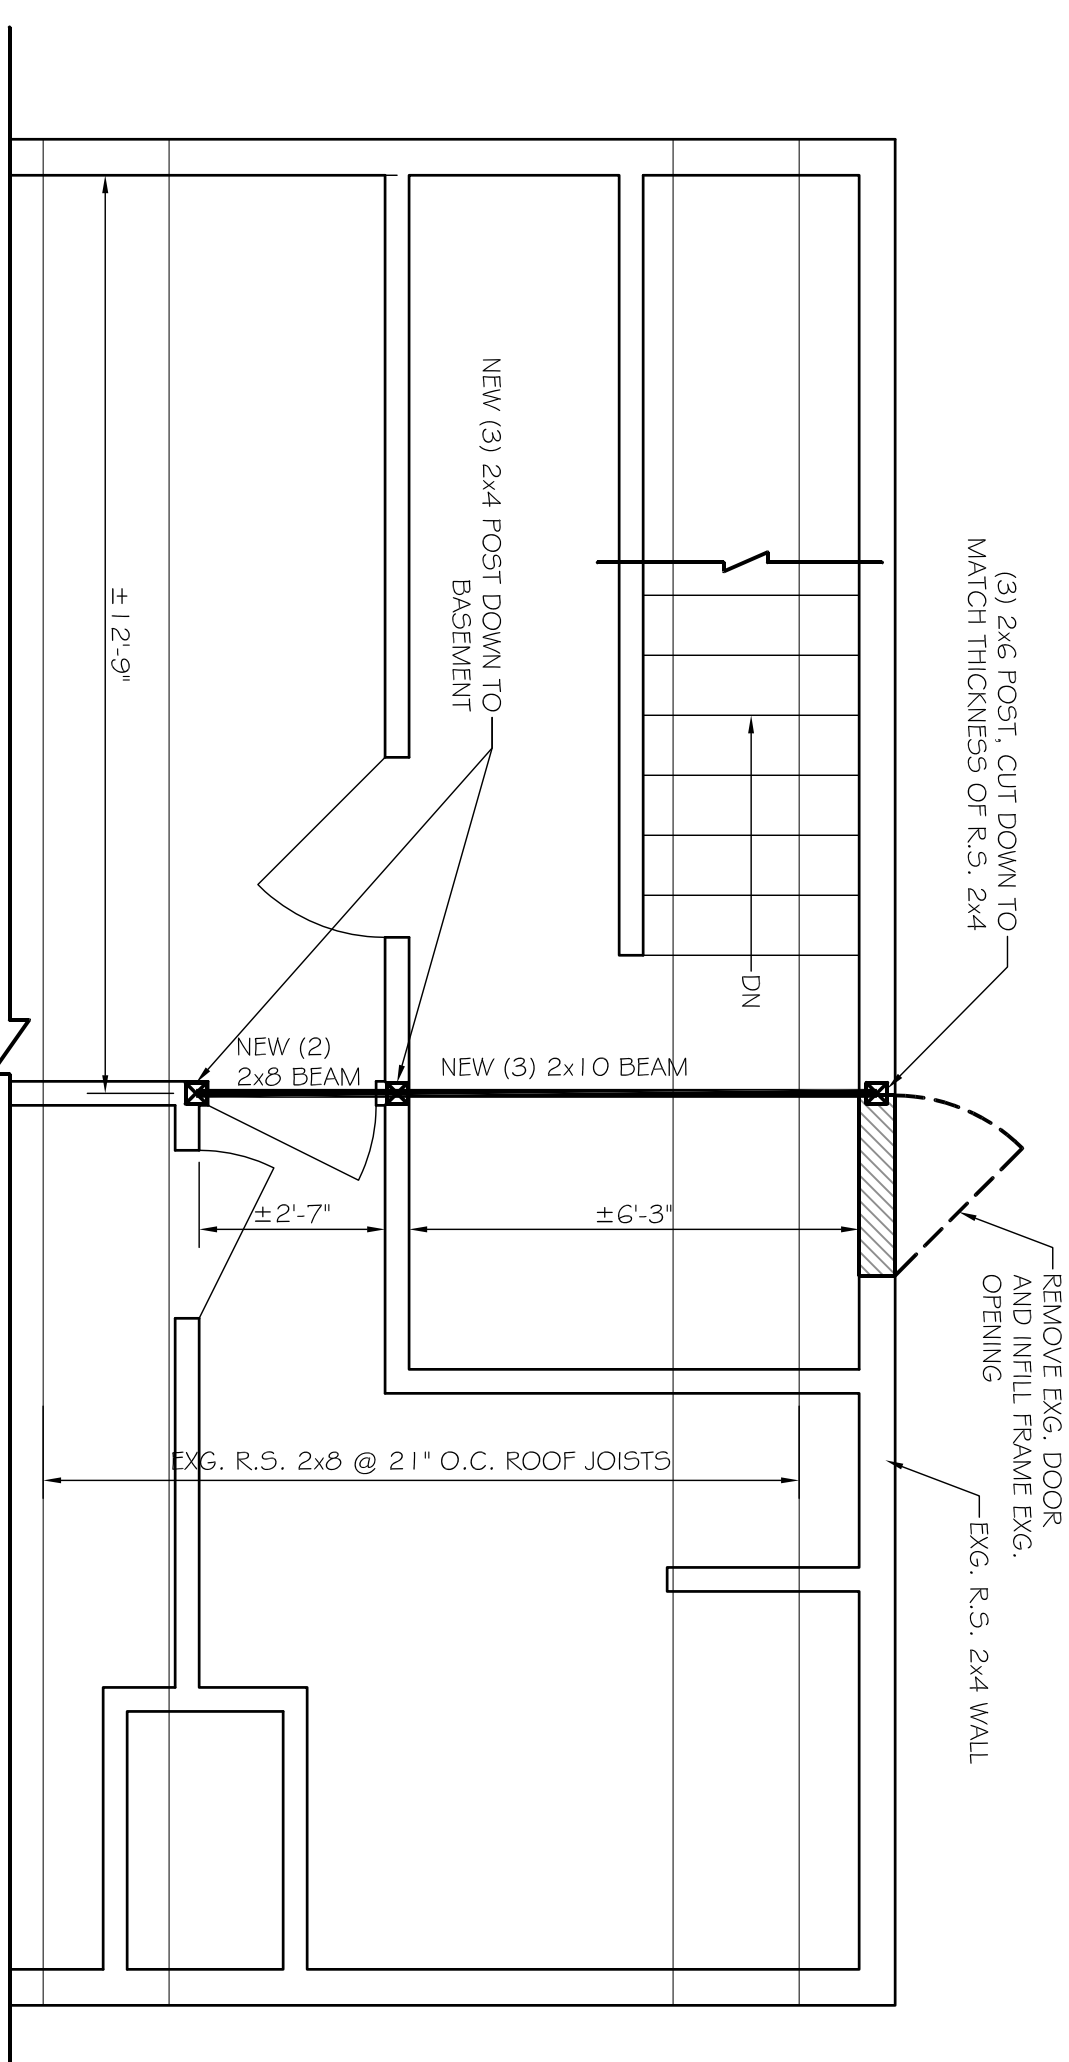 (3) 2x6 POST, CUT DOWN TO
MATCH THICKNESS OF R.S. 2x4
NEW (3) 2x4 POST DOWN TO
BASEMENT
±12'-9"
DN
NEW (2)
2x8 BEAM
NEW (3) 2x10 BEAM
±2'-7"
±6'-3"
REMOVE EXG. DOOR
AND INFILL FRAME EXG.
OPENING
EXG. R.S. 2x8 @ 21" O.C. ROOF JOISTS
EXG. R.S. 2x4 WALL